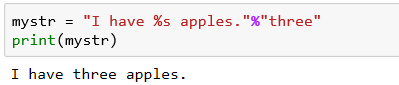 mystr = "I have %s apples."%"three"
print(mystr)
I have three apples.